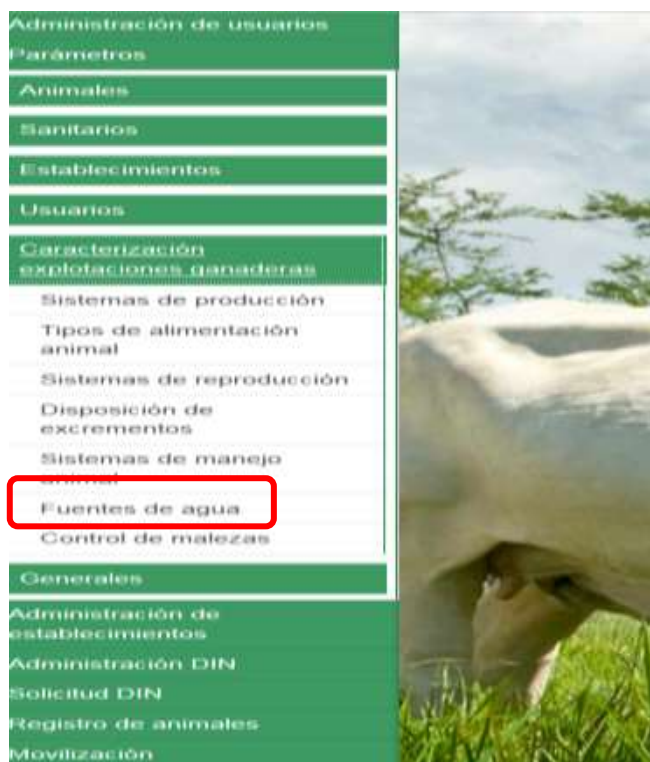 Administración de usuarios
Parámetros
Animales
Sanitarios
Establecimientos
Usuarios
Caracterización
explotaciones ganaderas
Sistemas de producción
Tipos de alimentación
animal
Sistemas de reproducción
Disposición de
excrementos
Sistemas de manejo
animal
Fuentes de agua
Control de malezas
Generales
Administración de
establecimientos
Administración DIN
Solicitud DIN
Registro de animales
Movilización